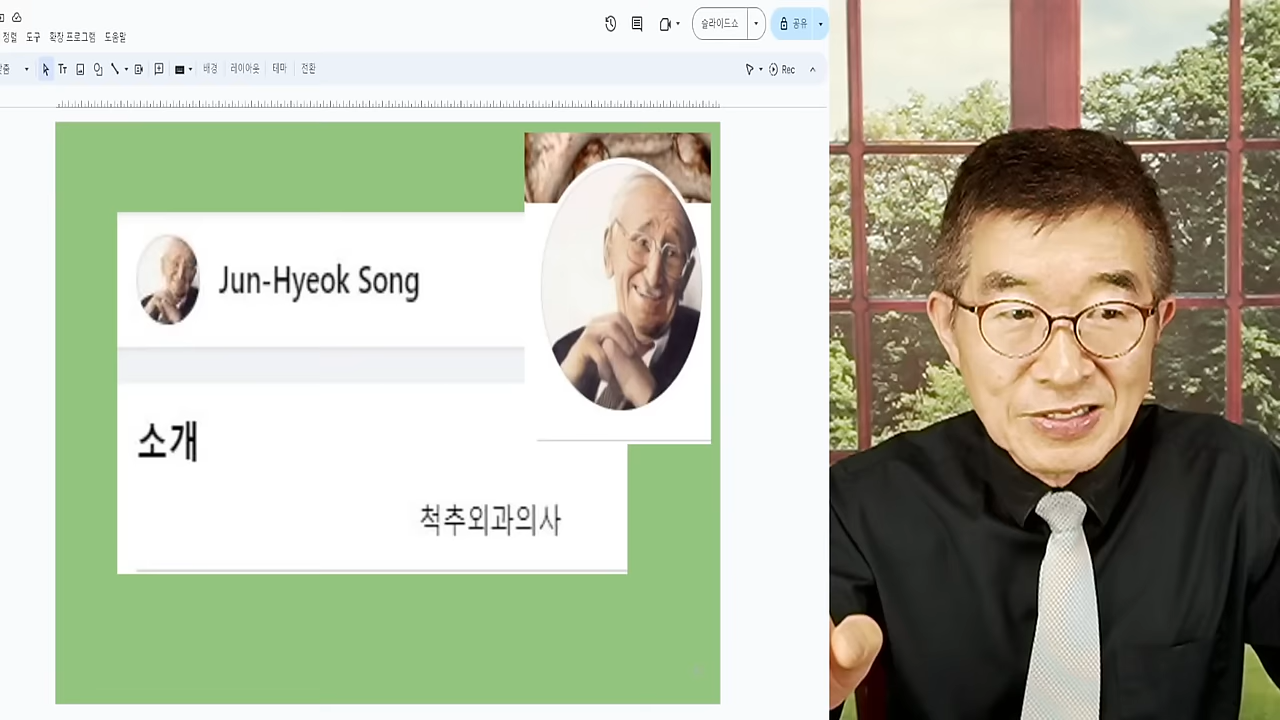 정렬 도구 확장 프로그램 도움말
슬라이드쇼
공유
Tт
배경 레이아웃 테마 전환
Rec
Jun-Hyeok Song
소개
척추외과의사